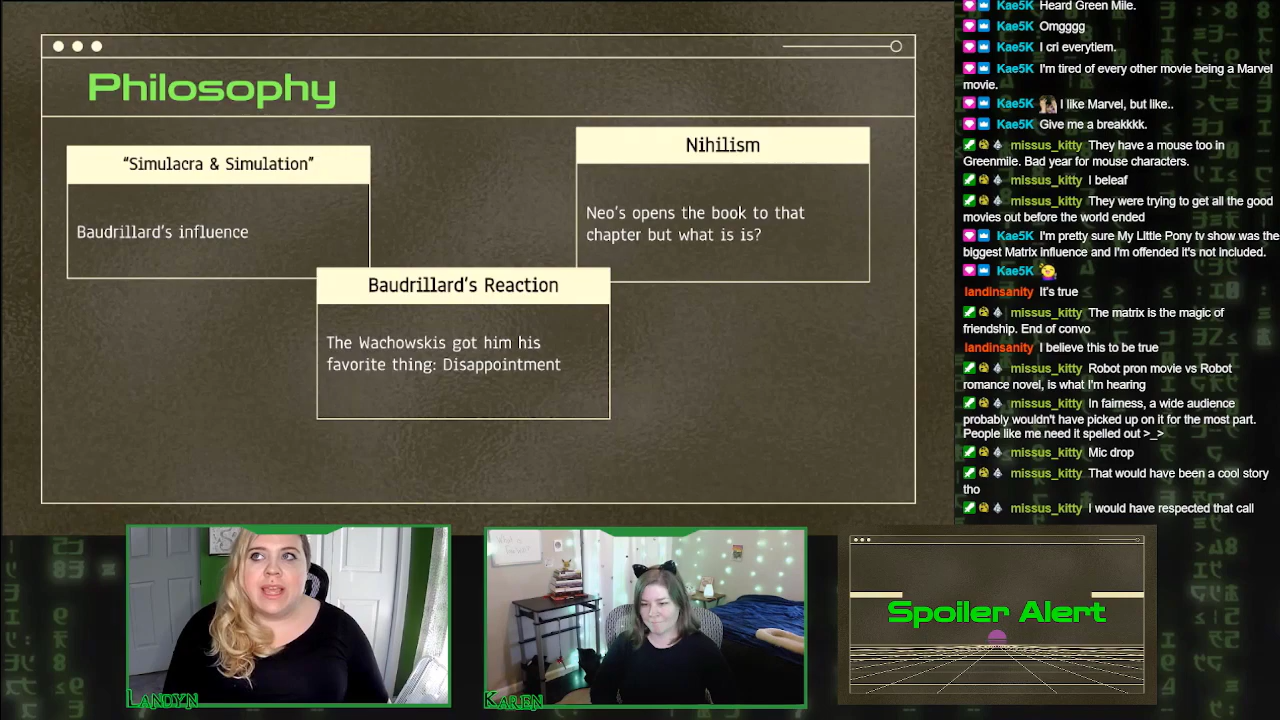 Philosophy
"Simulacra & Simulation"
Baudrillard's influence
Nihilism
Neo's opens the book to that
chapter but what is is?
Baudrillard's Reaction
The Wachowskis got him his
favorite thing: Disappointment
Kae5K Heard Green Mile.
Kae5K Omgggg
Kae5K I cri everytiem.
Kae5K I'm tired of every other movie being a Marvel
movie.
Kae5K I like Marvel, but like..
Kae5K Give me a breakkkk.
missus_kitty They have a mouse too in
Greenmile. Bad year for mouse characters.
missus_kitty I beleaf
missus_kitty They were trying to get all the good
movies out before the world ended
Kae5K I'm pretty sure My Little Pony tv show was the
biggest Matrix influence and I'm offended it's not included.
Kae5K
landinsanity It's true
missus_kitty The matrix is the magic of
friendship. End of convo
landinsanity I believe this to be true
missus_kitty Robot pron movie vs Robot
romance novel, is what I'm hearing
missus_kitty In fairness, a wide audience
probably wouldn't have picked up on it for the most part.
People like me need it spelled out >_>
missus_kitty Mic drop
missus_kitty That would have been a cool story
tho
missus_kitty I would have respected that call
Landyn
Karen
Spoiler Alert